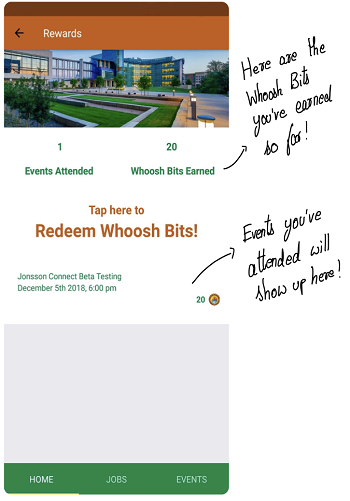 Rewards
1
Events Attended
20
Whoosh Bits Earned
Here are the
Whoosh Bits
you've earned
so far!
Tap here to
Redeem Whoosh Bits!
Jonsson Connect Beta Testing
December 5th 2018, 6:00 pm
20
Events you've
attended will
show up here!
HOME
JOBS
EVENTS